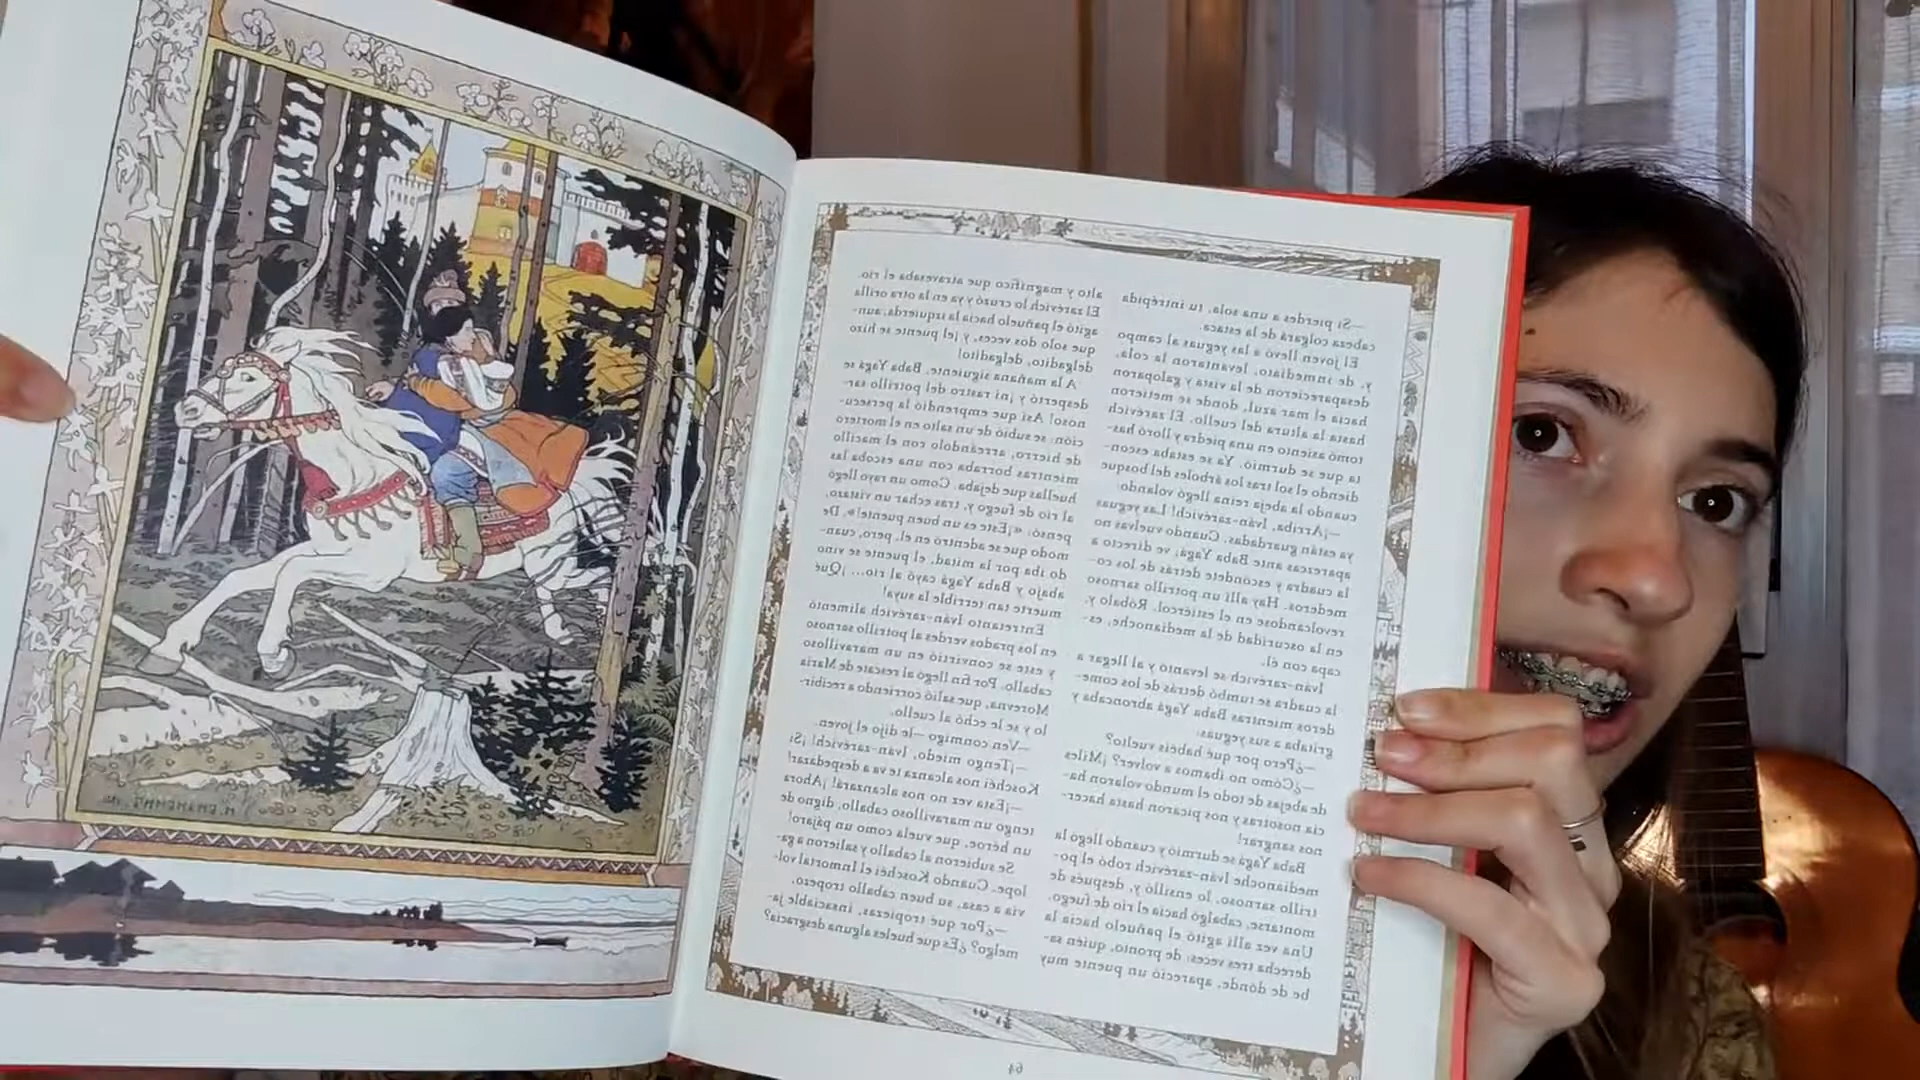 —Si pierdes a una sola, tu intrépida
cabeza colgará de la estaca.
El joven llevó a las yeguas al campo
y, de inmediato, levantaron la cola,
desaparecieron de la vista y galoparon
hacia el mar azul, donde se metieron
hasta la altura del cuello. El zarévich
tomó asiento en una piedra y lloró has-
ta que se durmió. Ya se estaba escon-
diendo el sol tras los árboles del bosque
cuando la abeja reina llegó volando.
—¡Arriba, Iván-zarévich! Las yeguas
ya están guardadas. Cuando vuelvas no
aparezcas ante Baba Yagá; ve directo a
la cuadra y escóndete detrás de los co-
mederos. Hay allí un potrillo sarnoso
revolcándose en el estiércol. Róbalo y,
en la oscuridad de la medianoche, es-
capa con él.
Iván-zarévich se levantó y al llegar a
la cuadra se tumbó detrás de los come-
deros mientras Baba Yagá abroncaba y
gritaba a sus yeguas:
—¿Pero por qué habéis vuelto?
—¿Cómo no íbamos a volver? ¡Miles
de abejas de todo el mundo volaron ha-
cia nosotras y nos picaron hasta hacer-
nos sangrar!
Baba Yagá se durmió y cuando llegó la
medianoche Iván-zarévich robó el po-
trillo sarnoso, lo ensilló y, después de
montarse, cabalgó hacia el río de fuego.
Una vez allí agitó el pañuelo hacia la
derecha tres veces: de pronto, quién sa-
be de dónde, apareció un puente muy
alto y magnífico que atravesaba el río.
El zarévich lo cruzó y ya en la otra orilla
agitó el pañuelo hacia la izquierda, aun-
que solo dos veces, y ¡el puente se hizo
delgadito, delgadito!
A la mañana siguiente, Baba Yagá se
despertó y ¡ni rastro del potrillo sar-
noso! Así que emprendió la persecu-
ción: se subió de un salto en el mortero
de hierro, arreándolo con el macillo
mientras borraba con una escoba las
huellas que dejaba. Como un rayo llegó
al río de fuego y, tras echar un vistazo,
pensó: «¡Este es un buen puente!». De
modo que se adentró en él, pero, cuan-
do iba por la mitad, el puente se vino
abajo y Baba Yagá cayó al río... ¡Qué
muerte tan terrible la suya!
Entretanto Iván-zarévich alimentó
en los prados verdes al potrillo sarnoso
y este se convirtió en un maravilloso
caballo. Por fin llegó al rescate de María
Morevna, que salió corriendo a recibir-
lo y se le echó al cuello.
—Ven conmigo —le dijo el joven.
—¡Tengo miedo, Iván-zarévich! ¡Si
Koschéi nos alcanza te va a despedazar!
—¡Esta vez no nos alcanzará! ¡Ahora
tengo un maravilloso caballo, digno de
un héroe, que vuela como un pájaro!
Se subieron al caballo y salieron a ga-
lope. Cuando Koschéi el Inmortal vol-
vía a casa, su buen caballo tropezó.
—¿Por qué tropiezas, insaciable ja-
melgo? ¿Es que hueles alguna desgracia?
64